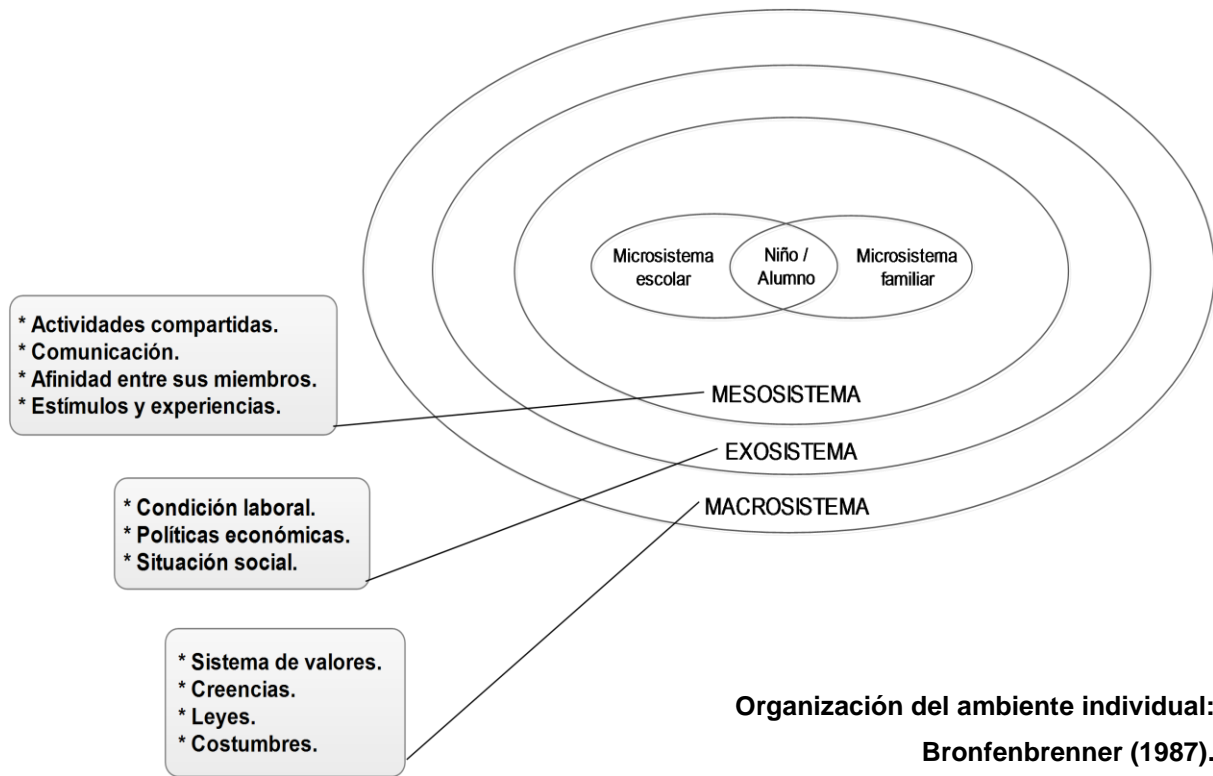 Microsistema
escolar
Niño /
Alumno
Microsistema
familiar
* Actividades compartidas.
* Comunicación.
* Afinidad entre sus miembros.
* Estímulos y experiencias.
MESOSISTEMA
EXOSISTEMA
* Condición laboral.
* Políticas económicas.
* Situación social.
MACROSISTEMA
* Sistema de valores.
* Creencias.
* Leyes.
* Costumbres.
Organización del ambiente individual:
Bronfenbrenner (1987).